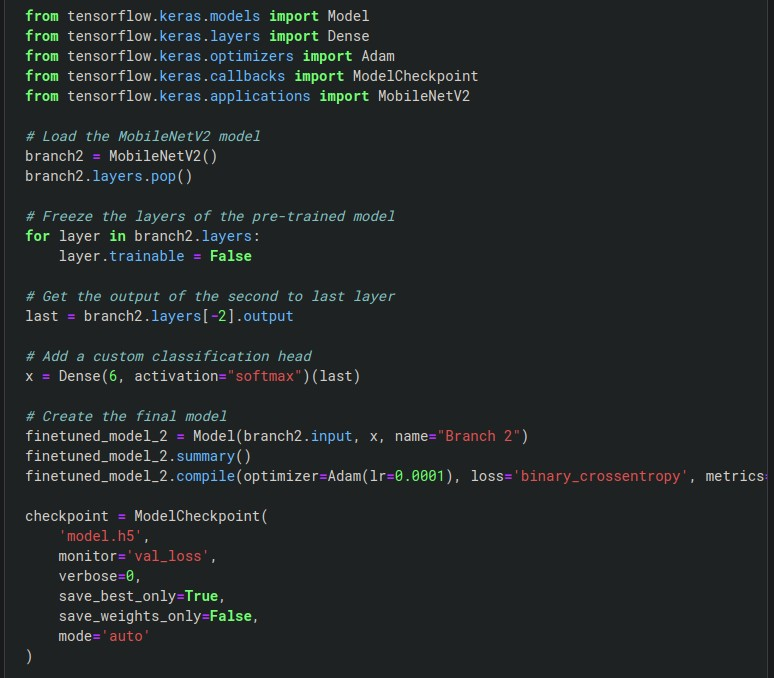 from tensorflow.keras.models import Model
from tensorflow.keras.layers import Dense
from tensorflow.keras.optimizers import Adam
from tensorflow.keras.callbacks import ModelCheckpoint
from tensorflow.keras.applications import MobileNetV2
# Load the MobileNetV2 model
branch2 = MobileNetV2()
branch2.layers.pop()
# Freeze the layers of the pre-trained model
for layer in branch2.layers:
    layer.trainable = False
# Get the output of the second to last layer
last = branch2.layers[-2].output
# Add a custom classification head
x = Dense(6, activation="softmax")(last)
# Create the final model
finetuned_model_2 = Model(branch2.input, x, name="Branch 2")
finetuned_model_2.summary()
finetuned_model_2.compile(optimizer=Adam(lr=0.0001), loss='binary_crossentropy', metrics=
checkpoint = ModelCheckpoint(
    'model.h5',
    monitor='val_loss',
    verbose=0,
    save_best_only=True,
    save_weights_only=False,
    mode='auto'
)